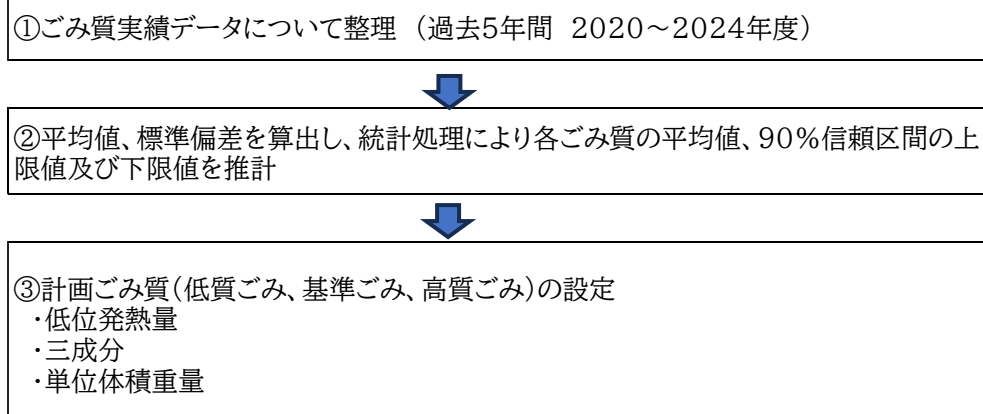 ①ごみ質実績データについて整理 （過去5年間 2020～2024年度）
②平均値、標準偏差を算出し、統計処理により各ごみ質の平均値、90％信頼区間の上
限値及び下限値を推計
③計画ごみ質（低質ごみ、基準ごみ、高質ごみ）の設定
・低位発熱量
・三成分
・単位体積重量